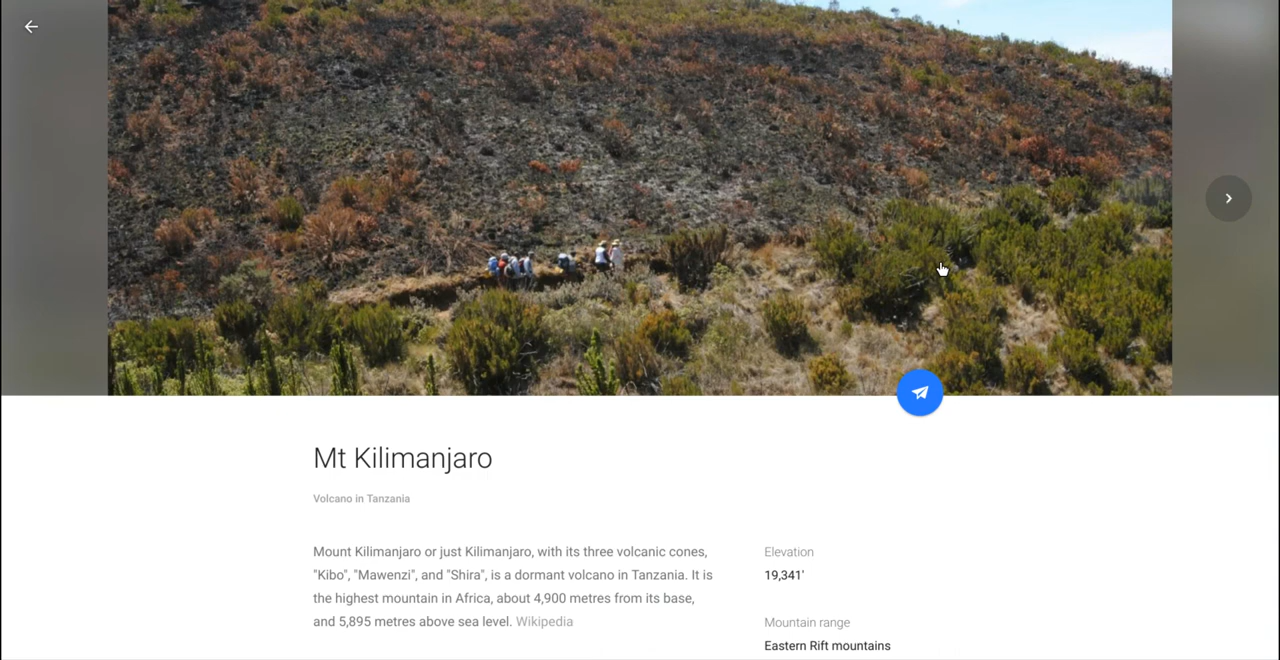 Mt Kilimanjaro
Volcano in Tanzania
Mount Kilimanjaro or just Kilimanjaro, with its three volcanic cones,
"Kibo", "Mawenzi", and "Shira", is a dormant volcano in Tanzania. It is
the highest mountain in Africa, about 4,900 metres from its base,
and 5,895 metres above sea level. Wikipedia
Elevation
19,341'
Mountain range
Eastern Rift mountains